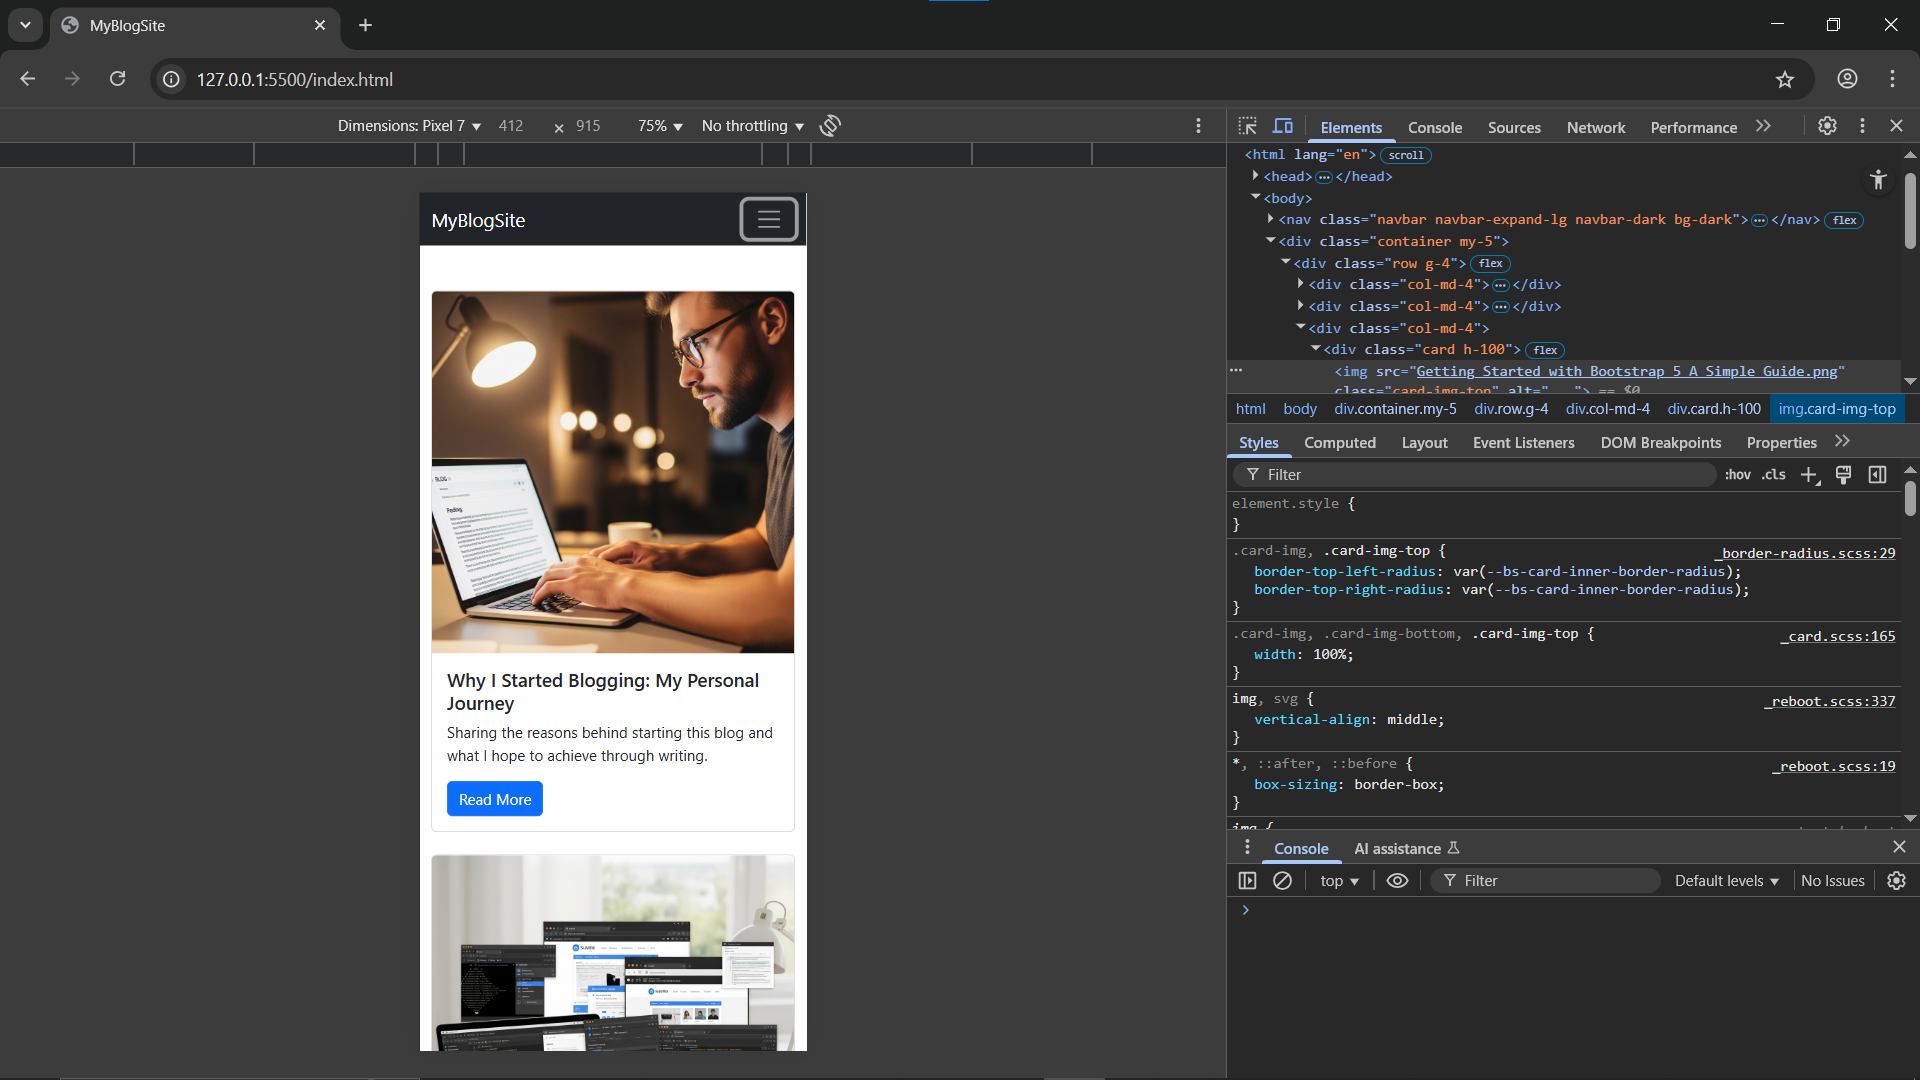 MyBlogSite
127.0.0.1:5500/index.html
Dimensions: Pixel 7 412 × 915 75% No throttling
MyBlogSite
BLOG
Why I Started Blogging: My Personal
Journey
Sharing the reasons behind starting this blog and
what I hope to achieve through writing.
Read More
Elements Console Sources Network Performance
<html lang="en"> scroll
<head> ⋯ </head>
<body>
<nav class="navbar navbar-expand-lg navbar-dark bg-dark"> ⋯ </nav> flex
<div class="container my-5">
<div class="row g-4"> flex
<div class="col-md-4"> ⋯ </div>
<div class="col-md-4"> ⋯ </div>
<div class="col-md-4">
<div class="card h-100"> flex
<img src="Getting Started with Bootstrap 5 A Simple Guide.png"
class="card-img-top" alt="..."> == $0
html body div.container.my-5 div.row.g-4 div.col-md-4 div.card.h-100 img.card-img-top
Styles Computed Layout Event Listeners DOM Breakpoints Properties
Filter :hov .cls
element.style {
}
.card-img, .card-img-top { _border-radius.scss:29
border-top-left-radius: var(--bs-card-inner-border-radius);
border-top-right-radius: var(--bs-card-inner-border-radius);
}
.card-img, .card-img-bottom, .card-img-top { _card.scss:165
width: 100%;
}
img, svg { _reboot.scss:337
vertical-align: middle;
}
*, ::after, ::before { _reboot.scss:19
box-sizing: border-box;
}
img {
Console AI assistance
top Filter Default levels No Issues